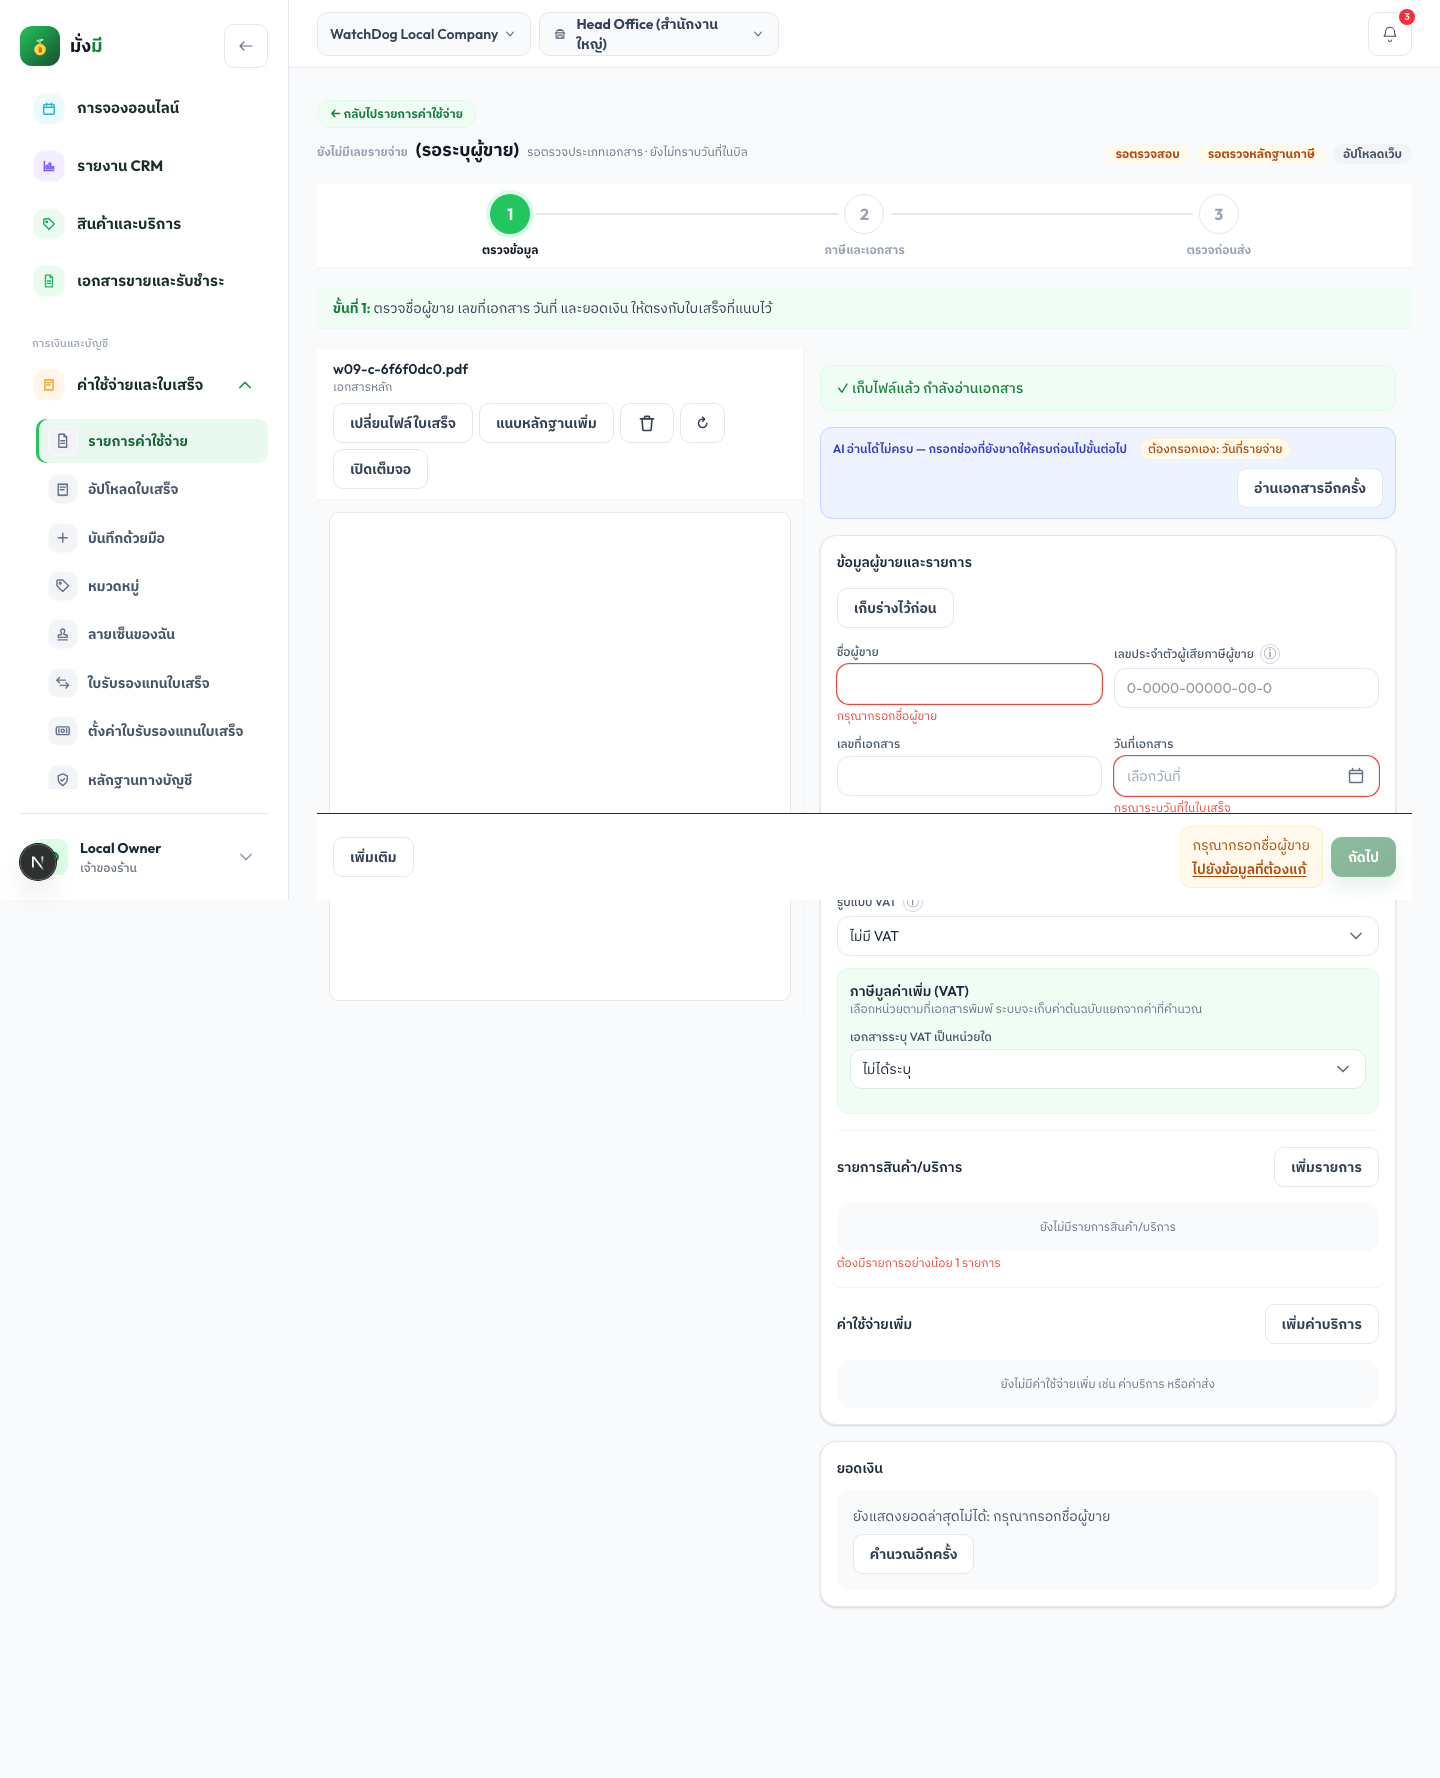 มั่งมี
WatchDog Local Company
Head Office (สำนักงาน
ใหญ่)
3
การจองออนไลน์
รายงาน CRM
สินค้าและบริการ
เอกสารขายและรับชำระ
การเงินและบัญชี
ค่าใช้จ่ายและใบเสร็จ
รายการค่าใช้จ่าย
อัปโหลดใบเสร็จ
บันทึกด้วยมือ
หมวดหมู่
ลายเซ็นของฉัน
ใบรับรองแทนใบเสร็จ
ตั้งค่าใบรับรองแทนใบเสร็จ
หลักฐานทางบัญชี
N
Local Owner
เจ้าของร้าน
← กลับไปรายการค่าใช้จ่าย
ยังไม่มีเลขรายจ่าย (รอระบุผู้ขาย) รอตรวจประเภทเอกสาร · ยังไม่ทราบวันที่ในบิล
รอตรวจสอบ รอตรวจหลักฐานภาษี อัปโหลดเว็บ
1 2 3
ตรวจข้อมูล ภาษีและเอกสาร ตรวจก่อนส่ง
ขั้นที่ 1: ตรวจชื่อผู้ขาย เลขที่เอกสาร วันที่ และยอดเงิน ให้ตรงกับใบเสร็จที่แนบไว้
w09-c-6f6f0dc0.pdf
เอกสารหลัก
เปลี่ยนไฟล์ใบเสร็จ แนบหลักฐานเพิ่ม
เปิดเต็มจอ
✓ เก็บไฟล์แล้ว กำลังอ่านเอกสาร
AI อ่านได้ไม่ครบ — กรอกช่องที่ยังขาดให้ครบก่อนไปขั้นต่อไป ต้องกรอกเอง: วันที่รายจ่าย
อ่านเอกสารอีกครั้ง
ข้อมูลผู้ขายและรายการ
เก็บร่างไว้ก่อน
ชื่อผู้ขาย เลขประจำตัวผู้เสียภาษีผู้ขาย
0-0000-00000-00-0
กรุณากรอกชื่อผู้ขาย
เลขที่เอกสาร วันที่เอกสาร
เลือกวันที่
กรุณาระบุวันที่ในใบเสร็จ
เพิ่มเติม
กรุณากรอกชื่อผู้ขาย
ไปยังข้อมูลที่ต้องแก้
ถัดไป
รูปแบบ VAT
ไม่มี VAT
ภาษีมูลค่าเพิ่ม (VAT)
เลือกหน่วยตามที่เอกสารพิมพ์ ระบบจะเก็บค่าต้นฉบับแยกจากค่าที่คำนวณ
เอกสารระบุ VAT เป็นหน่วยใด
ไม่ได้ระบุ
รายการสินค้า/บริการ เพิ่มรายการ
ยังไม่มีรายการสินค้า/บริการ
ต้องมีรายการอย่างน้อย 1 รายการ
ค่าใช้จ่ายเพิ่ม เพิ่มค่าบริการ
ยังไม่มีค่าใช้จ่ายเพิ่ม เช่น ค่าบริการ หรือค่าส่ง
ยอดเงิน
ยังแสดงยอดล่าสุดไม่ได้: กรุณากรอกชื่อผู้ขาย
คำนวณอีกครั้ง